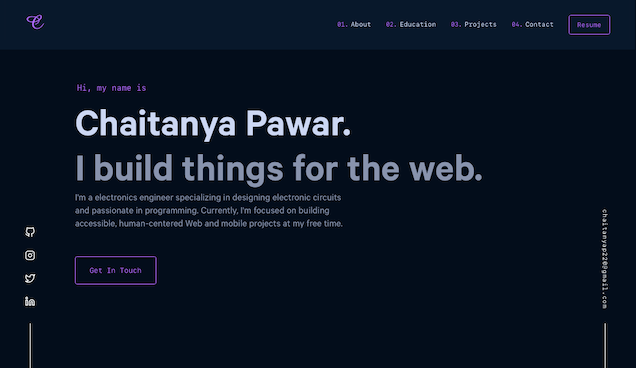 01. About 02. Education 03. Projects 04. Contact Resume
Hi, my name is
Chaitanya Pawar.
I build things for the web.
I'm a electronics engineer specializing in designing electronic circuits
and passionate in programming. Currently, I'm focused on building
accessible, human-centered Web and mobile projects at my free time.
Get In Touch
chaitanyap220@gmail.com